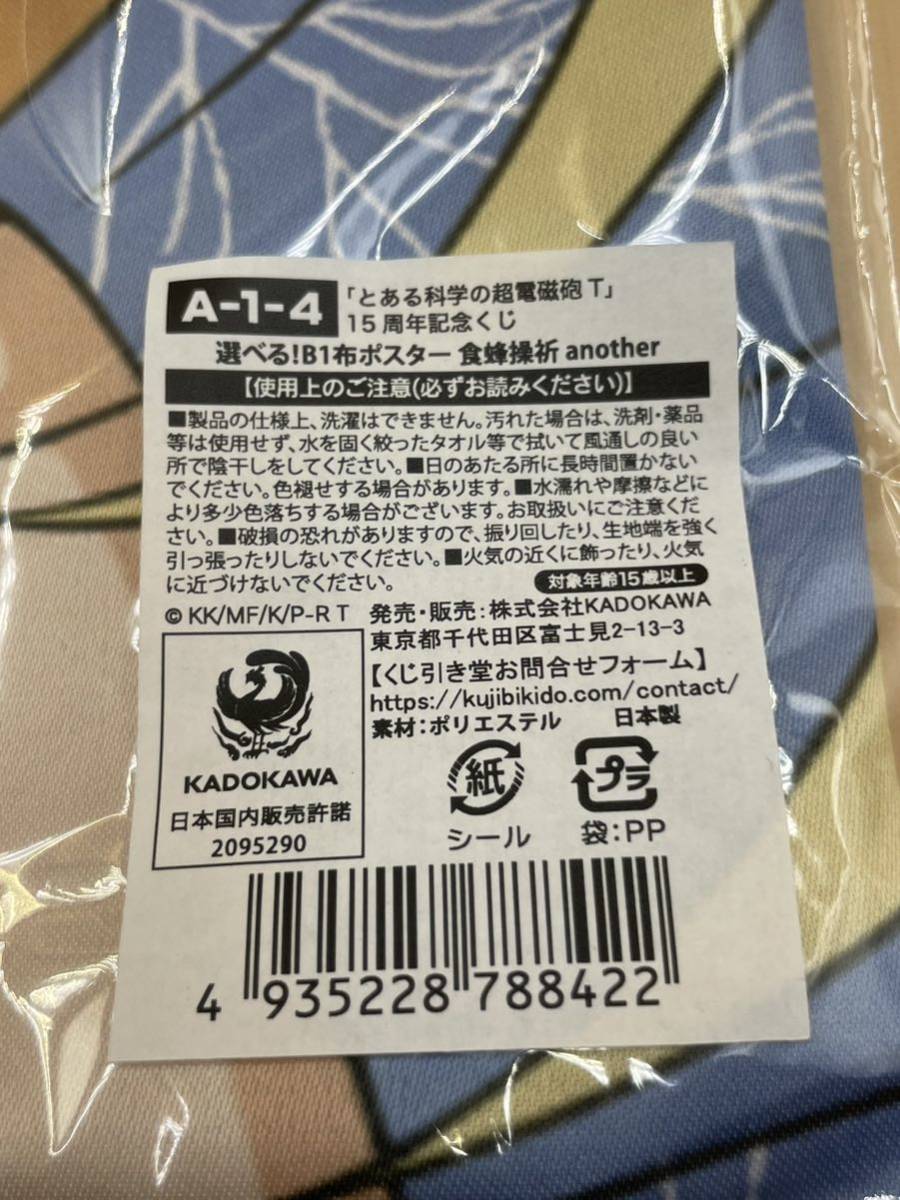 A-1-4
「とある科学の超電磁砲T」
15周年記念くじ
選べる!B1布ポスター 食蜂操祈 another
【使用上のご注意(必ずお読みください)】
■製品の仕様上、洗濯はできません。汚れた場合は、洗剤・薬品
等は使用せず、水を固く絞ったタオル等で拭いて風通しの良い
所で陰干しをしてください。■日のあたる所に長時間置かない
でください。色褪せする場合があります。■水濡れや摩擦などに
より多少色落ちする場合がございます。お取扱いにご注意くだ
さい。■破損の恐れがありますので、振り回したり、生地端を強く
引っ張ったりしないでください。■火気の近くに飾ったり、火気
に近づけないでください。
対象年齢15歳以上
© KK/MF/K/P-R T
発売・販売:株式会社KADOKAWA
東京都千代田区富士見2-13-3
【くじ引き堂お問合せフォーム】
https://kujibikido.com/contact/
素材:ポリエステル 日本製
KADOKAWA
日本国内販売許諾
2095290
紙
シール
プラ
袋:PP
4 935228 788422